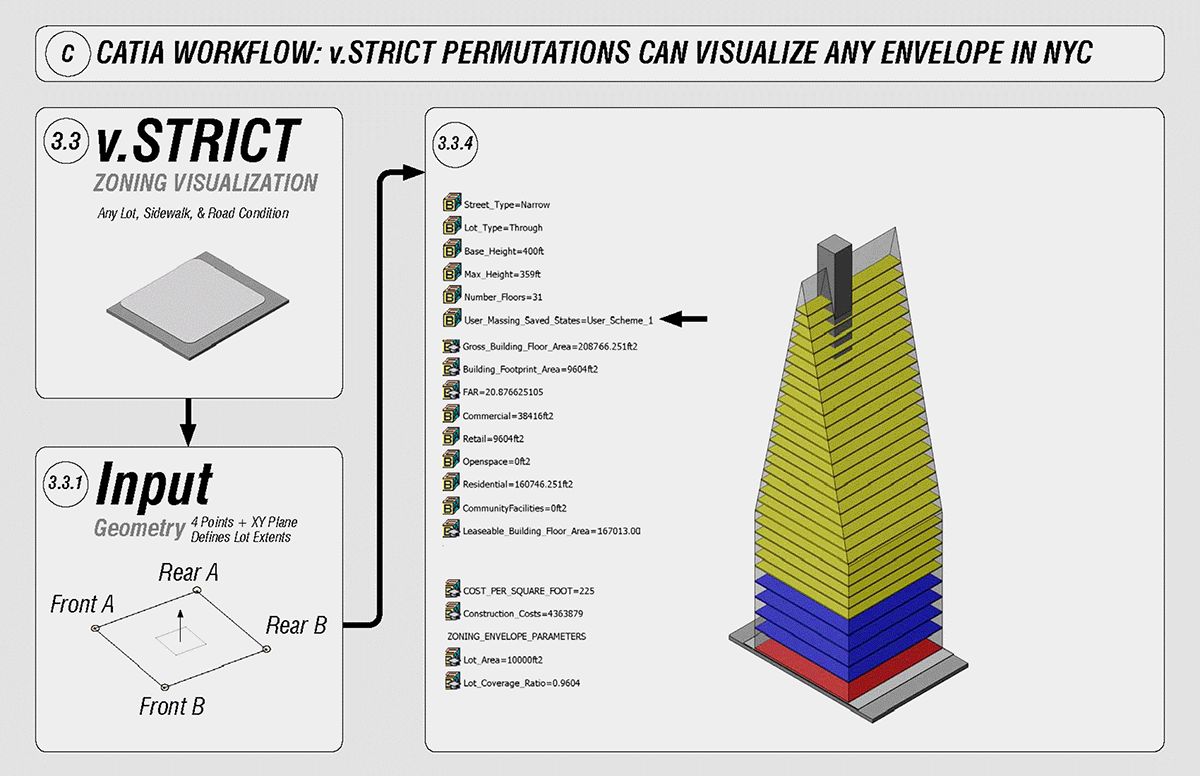 C CATIA WORKFLOW: v.STRICT PERMUTATIONS CAN VISUALIZE ANY ENVELOPE IN NYC
3.3 v.STRICT
ZONING VISUALIZATION
Any Lot, Sidewalk, & Road Condition
3.3.1 Input
Geometry 4 Points + XY Plane
Defines Lot Extents
Rear A
Front A
Rear B
Front B
3.3.4
Street_Type=Narrow
Lot_Type=Through
Base_Height=400ft
Max_Height=359ft
Number_Floors=31
User_Massing_Saved_States=User_Scheme_1
Gross_Building_Floor_Area=208766.251ft2
Building_Footprint_Area=9604ft2
FAR=20.876625105
Commercial=38416ft2
Retail=9604ft2
Openspace=0ft2
Residential=160746.251ft2
CommunityFacilities=0ft2
Leaseable_Building_Floor_Area=167013.00
COST_PER_SQUARE_FOOT=225
Construction_Costs=4363879
ZONING_ENVELOPE_PARAMETERS
Lot_Area=10000ft2
Lot_Coverage_Ratio=0.9604